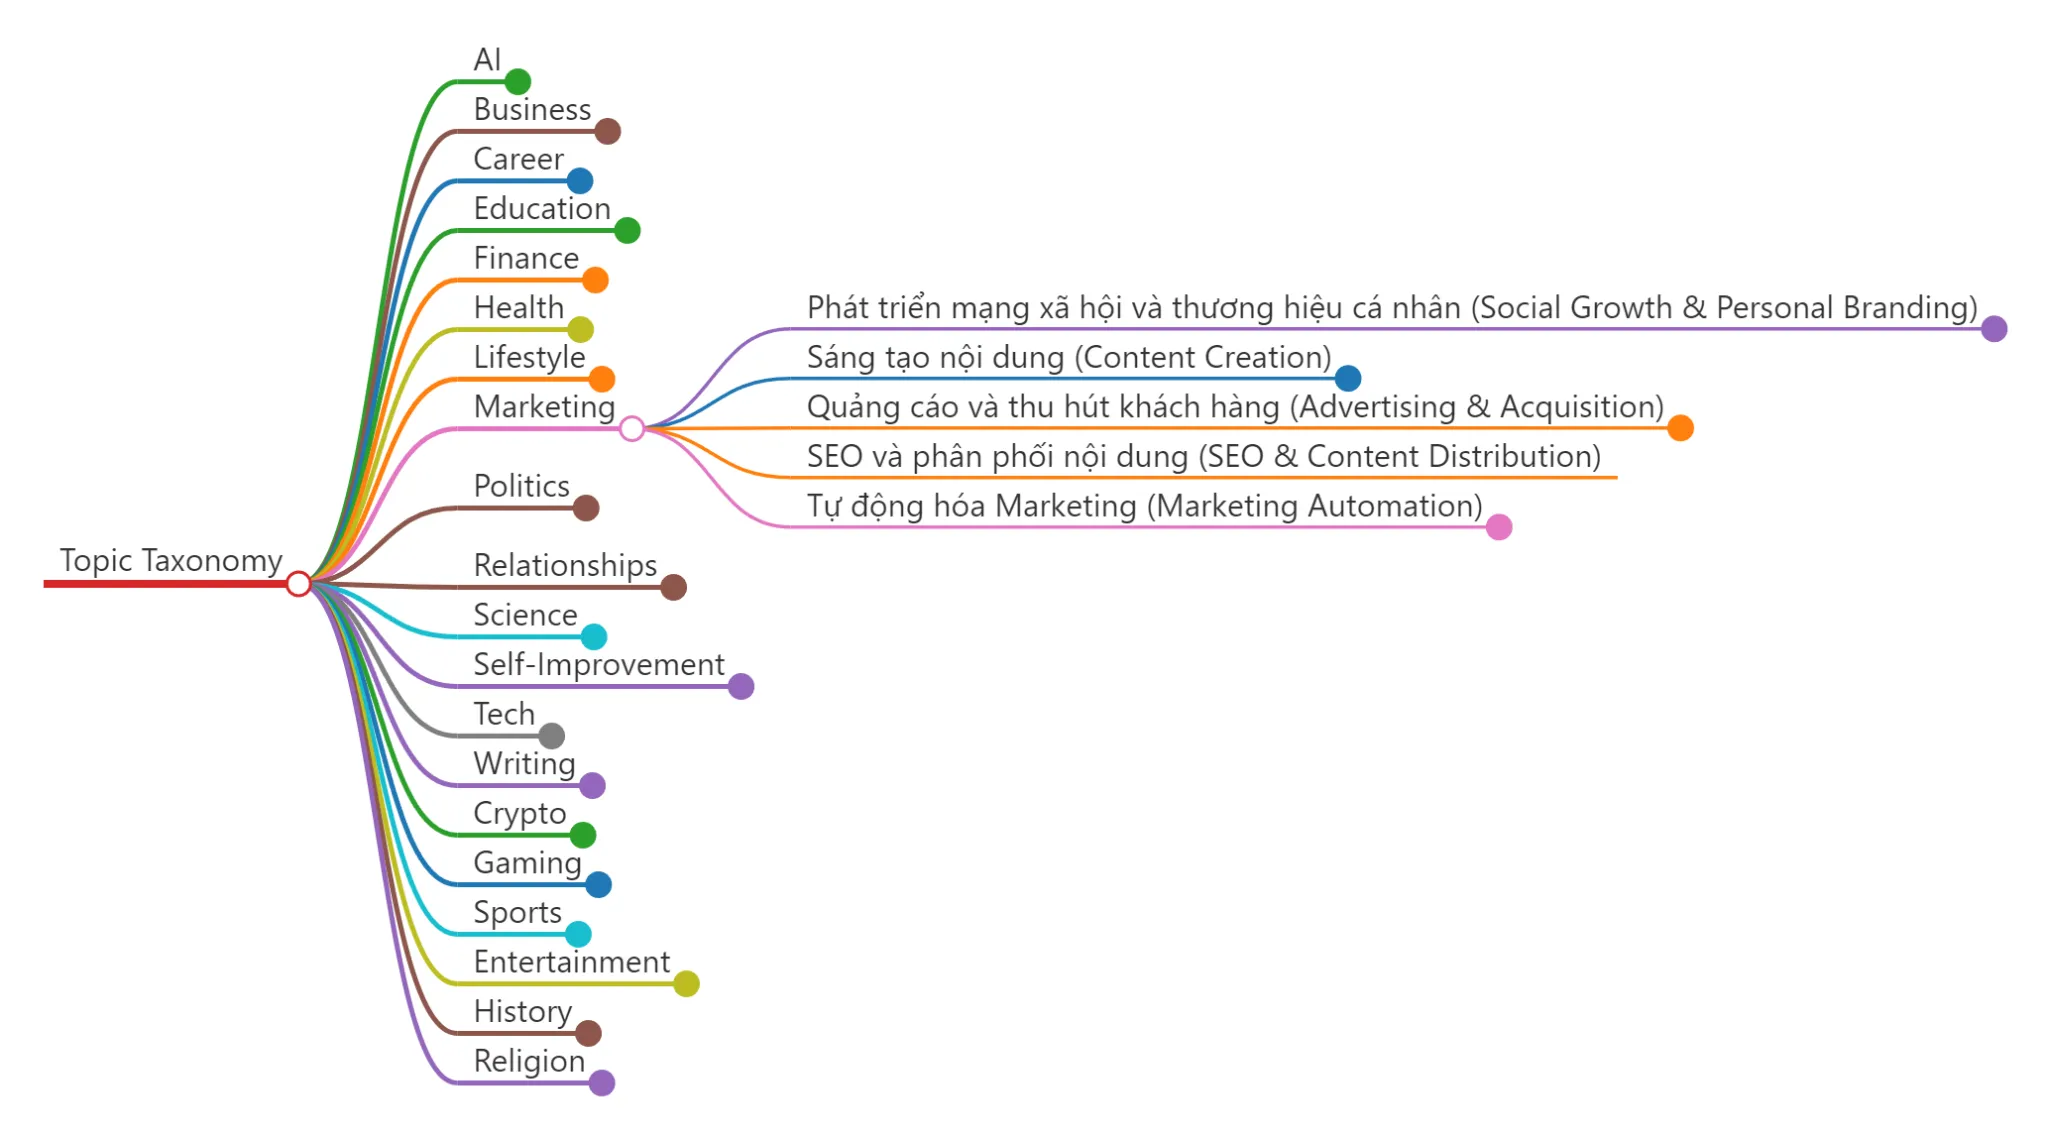 Topic Taxonomy
AI
Business
Career
Education
Finance
Health
Lifestyle
Marketing
Phát triển mạng xã hội và thương hiệu cá nhân (Social Growth & Personal Branding)
Sáng tạo nội dung (Content Creation)
Quảng cáo và thu hút khách hàng (Advertising & Acquisition)
SEO và phân phối nội dung (SEO & Content Distribution)
Tự động hóa Marketing (Marketing Automation)
Politics
Relationships
Science
Self-Improvement
Tech
Writing
Crypto
Gaming
Sports
Entertainment
History
Religion